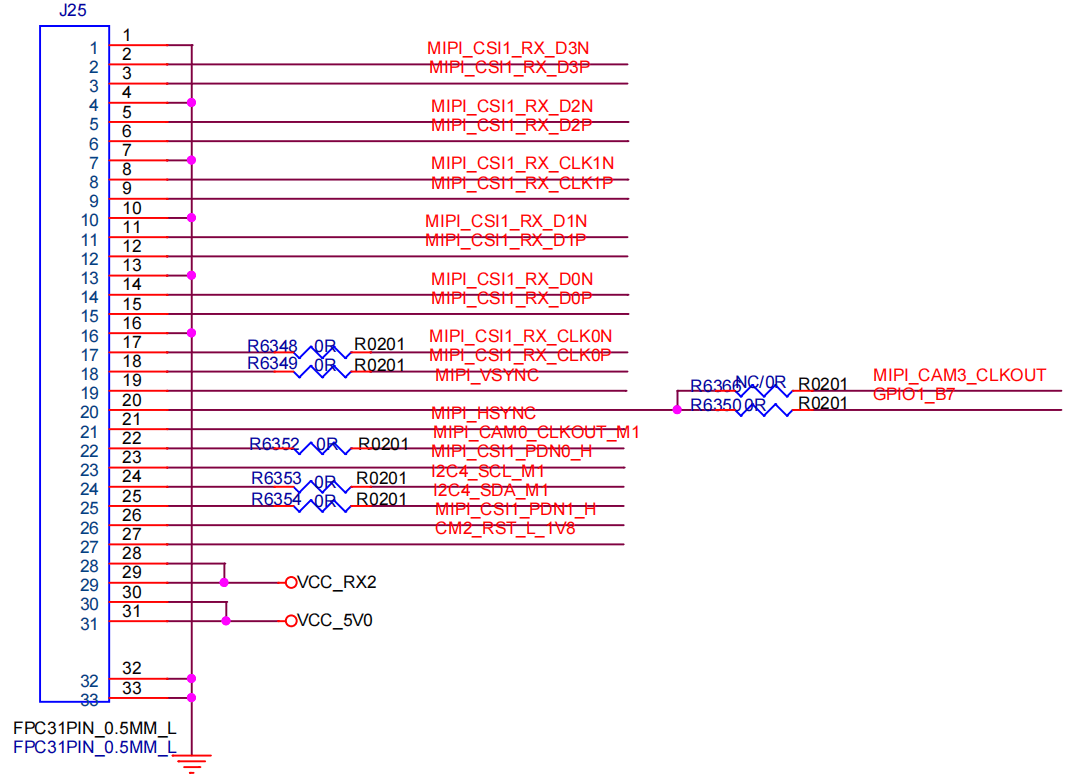 J25
1 1
2 2 MIPI_CSI1_RX_D3N
3 3 MIPI_CSI1_RX_D3P
4 4
5 5 MIPI_CSI1_RX_D2N
6 6 MIPI_CSI1_RX_D2P
7 7
8 8 MIPI_CSI1_RX_CLK1N
9 9 MIPI_CSI1_RX_CLK1P
10 10
11 11 MIPI_CSI1_RX_D1N
12 12 MIPI_CSI1_RX_D1P
13 13
14 14 MIPI_CSI1_RX_D0N
15 15 MIPI_CSI1_RX_D0P
16 16
17 17 R6348 0R R0201 MIPI_CSI1_RX_CLK0N
18 18 R6349 0R R0201 MIPI_CSI1_RX_CLK0P
19 19 MIPI_VSYNC R6366 NC/0R R0201 MIPI_CAM3_CLKOUT
20 20 R6350 0R R0201 GPIO1_B7
21 21 MIPI_HSYNC
22 22 R6352 0R R0201 MIPI_CAM0_CLKOUT_M1
23 23 MIPI_CSI1_PDN0_H
24 24 R6353 0R R0201 I2C4_SCL_M1
25 25 R6354 0R R0201 I2C4_SDA_M1
26 26 MIPI_CSI1_PDN1_H
27 27 CM2_RST_L_1V8
28 28
29 29 VCC_RX2
30 30
31 31 VCC_5V0
32 32
33 33
FPC31PIN_0.5MM_L
FPC31PIN_0.5MM_L